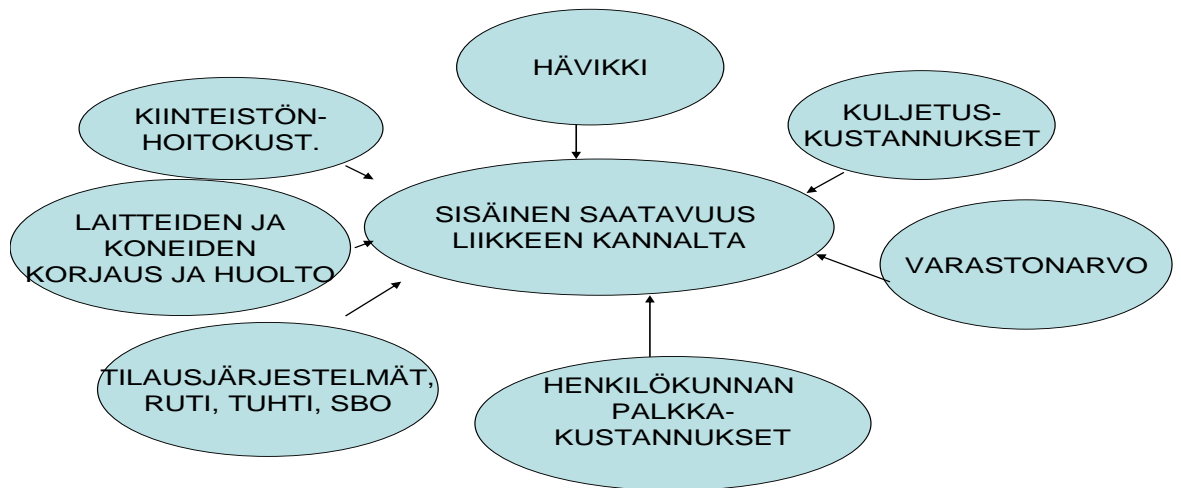 HÄVIKKI
KIINTEISTÖN-
HOITOKUST.
KULJETUS-
KUSTANNUKSET
LAITTEIDEN JA
KONEIDEN
KORJAUS JA HUOLTO
SISÄINEN SAATAVUUS
LIIKKEEN KANNALTA
VARASTONARVO
TILAUSJÄRJESTELMÄT,
RUTI, TUHTI, SBO
HENKILÖKUNNAN
PALKKA-
KUSTANNUKSET